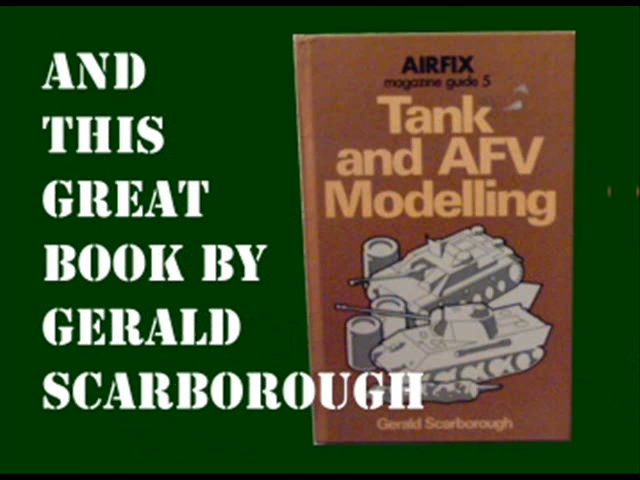 AND
THIS
GREAT
BOOK BY
GERALD
SCARBOROUGH
AIRFIX
magazine guide 5
Tank
and AFV
Modelling
Gerald Scarborough